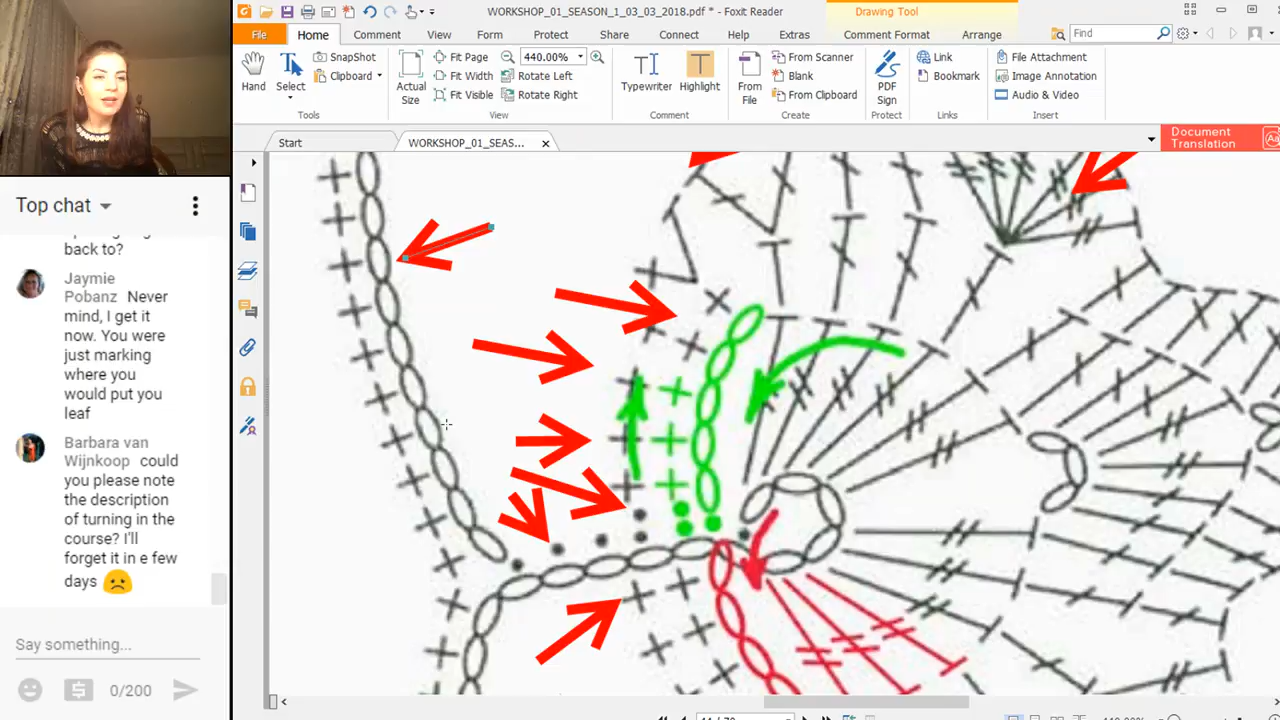 WORKSHOP_01_SEASON_1_03_03_2018.pdf * - Foxit Reader
Drawing Tool
File Home Comment View Form Protect Share Connect Help Extras Comment Format Arrange
Find
Hand
Select
SnapShot
Clipboard
Tools
Actual
Size
Fit Page
Fit Width
Fit Visible
440.00%
Rotate Left
Rotate Right
View
Typewriter
Highlight
Comment
From
File
From Scanner
Blank
From Clipboard
Create
PDF
Sign
Protect
Link
Bookmark
Links
File Attachment
Image Annotation
Audio & Video
Insert
Start
WORKSHOP_01_SEAS...
Document
Translation
Top chat
back to?
Jaymie
Pobanz Never
mind, I get it
now. You were
just marking
where you
would put you
leaf
Barbara van
Wijnkoop could
you please note
the description
of turning in the
course? I'll
forget it in e few
days
Say something...
0/200